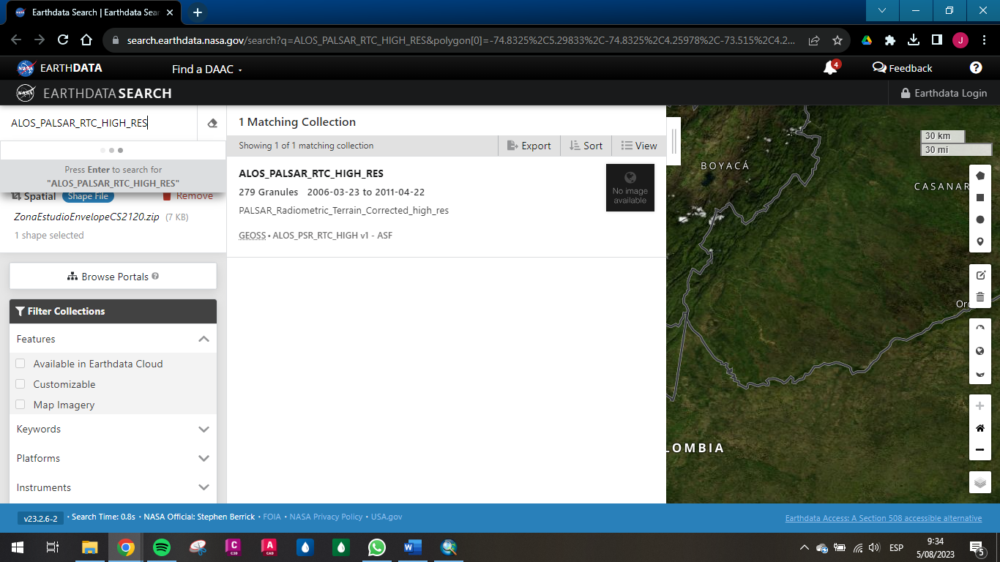 Earthdata Search | Earthdata Sear
search.earthdata.nasa.gov/search?q=ALOS_PALSAR_RTC_HIGH_RES&polygon[0]=-74.8325%2C5.29833%2C-74.8325%2C4.25978%2C-73.515%2C4.2...
J
NASA EARTHDATA
Find a DAAC
4
Feedback
NASA EARTHDATA SEARCH
Earthdata Login
ALOS_PALSAR_RTC_HIGH_RES
Press Enter to search for
"ALOS_PALSAR_RTC_HIGH_RES"
Spatial
Shape File
Remove
ZonaEstudioEnvelopeCS2120.zip (7 KB)
1 shape selected
Browse Portals
Filter Collections
Features
Available in Earthdata Cloud
Customizable
Map Imagery
Keywords
Platforms
Instruments
1 Matching Collection
Showing 1 of 1 matching collection
Export
Sort
View
ALOS_PALSAR_RTC_HIGH_RES
279 Granules 2006-03-23 to 2011-04-22
PALSAR_Radiometric_Terrain_Corrected_high_res
GEOSS • ALOS_PSR_RTC_HIGH v1 - ASF
No image
available
30 km
30 mi
BOYACÁ
CASANAR
Oro
LOMBIA
v23.2.6-2 • Search Time: 0.8s • NASA Official: Stephen Berrick • FOIA • NASA Privacy Policy • USA.gov
Earthdata Access: A Section 508 accessible alternative
C
C3D
A
CAD
W
ESP
9:34
5/08/2023
5